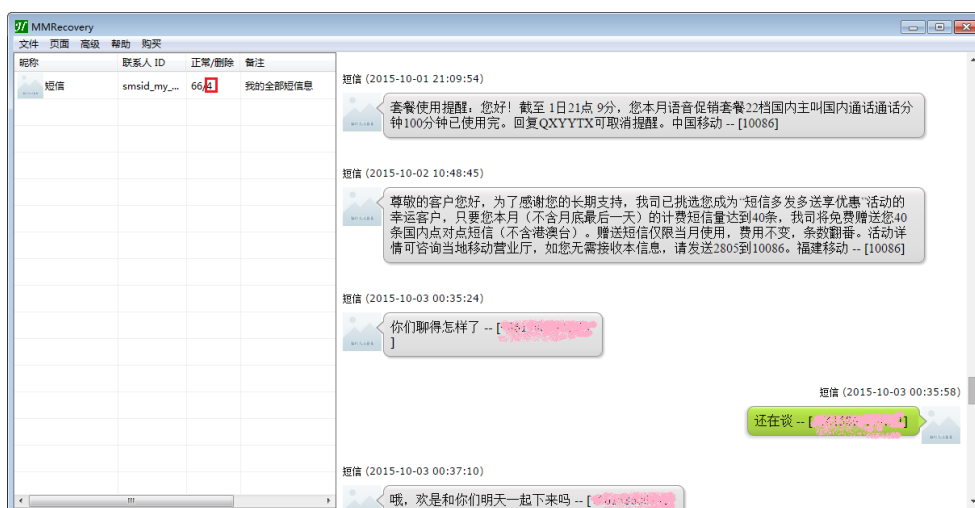 MMRecovery
文件 页面 高级 帮助 购买
昵称 联系人 ID 正常/删除 备注
短信 smsid_my_... 66/4 我的全部短信息
短信 (2015-10-01 21:09:54)
套餐使用提醒：您好！截至 1日21点 9分，您本月语音促销套餐22档国内主叫国内通话通话分
钟100分钟已使用完。回复QXYYTX可取消提醒。中国移动 -- [10086]
短信 (2015-10-02 10:48:45)
尊敬的客户您好，为了感谢您的长期支持，我司已挑选您成为“短信多发多送享优惠”活动的
幸运客户，只要您本月（不含月底最后一天）的计费短信量达到40条，我司将免费赠送您40
条国内点对点短信（不含港澳台）。赠送短信仅限当月使用，费用不变，条数翻番。活动详
情可咨询当地移动营业厅，如您无需接收本信息，请发送2805到10086。福建移动 -- [10086]
短信 (2015-10-03 00:35:24)
你们聊得怎样了 -- [
]
短信 (2015-10-03 00:35:58)
还在谈 -- [ ]
短信 (2015-10-03 00:37:10)
哦，欢是和你们明天一起下来吗 -- [